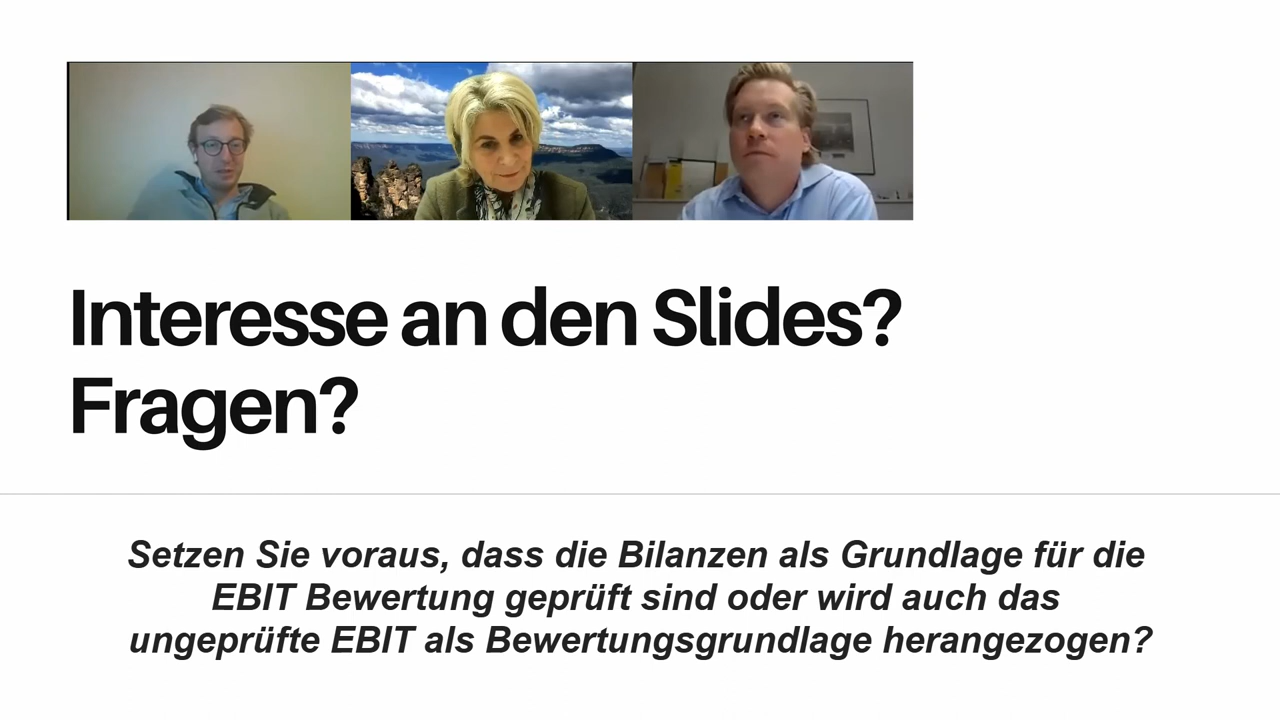 Interesse an den Slides?
Fragen?
Setzen Sie voraus, dass die Bilanzen als Grundlage für die
EBIT Bewertung geprüft sind oder wird auch das
ungeprüfte EBIT als Bewertungsgrundlage herangezogen?